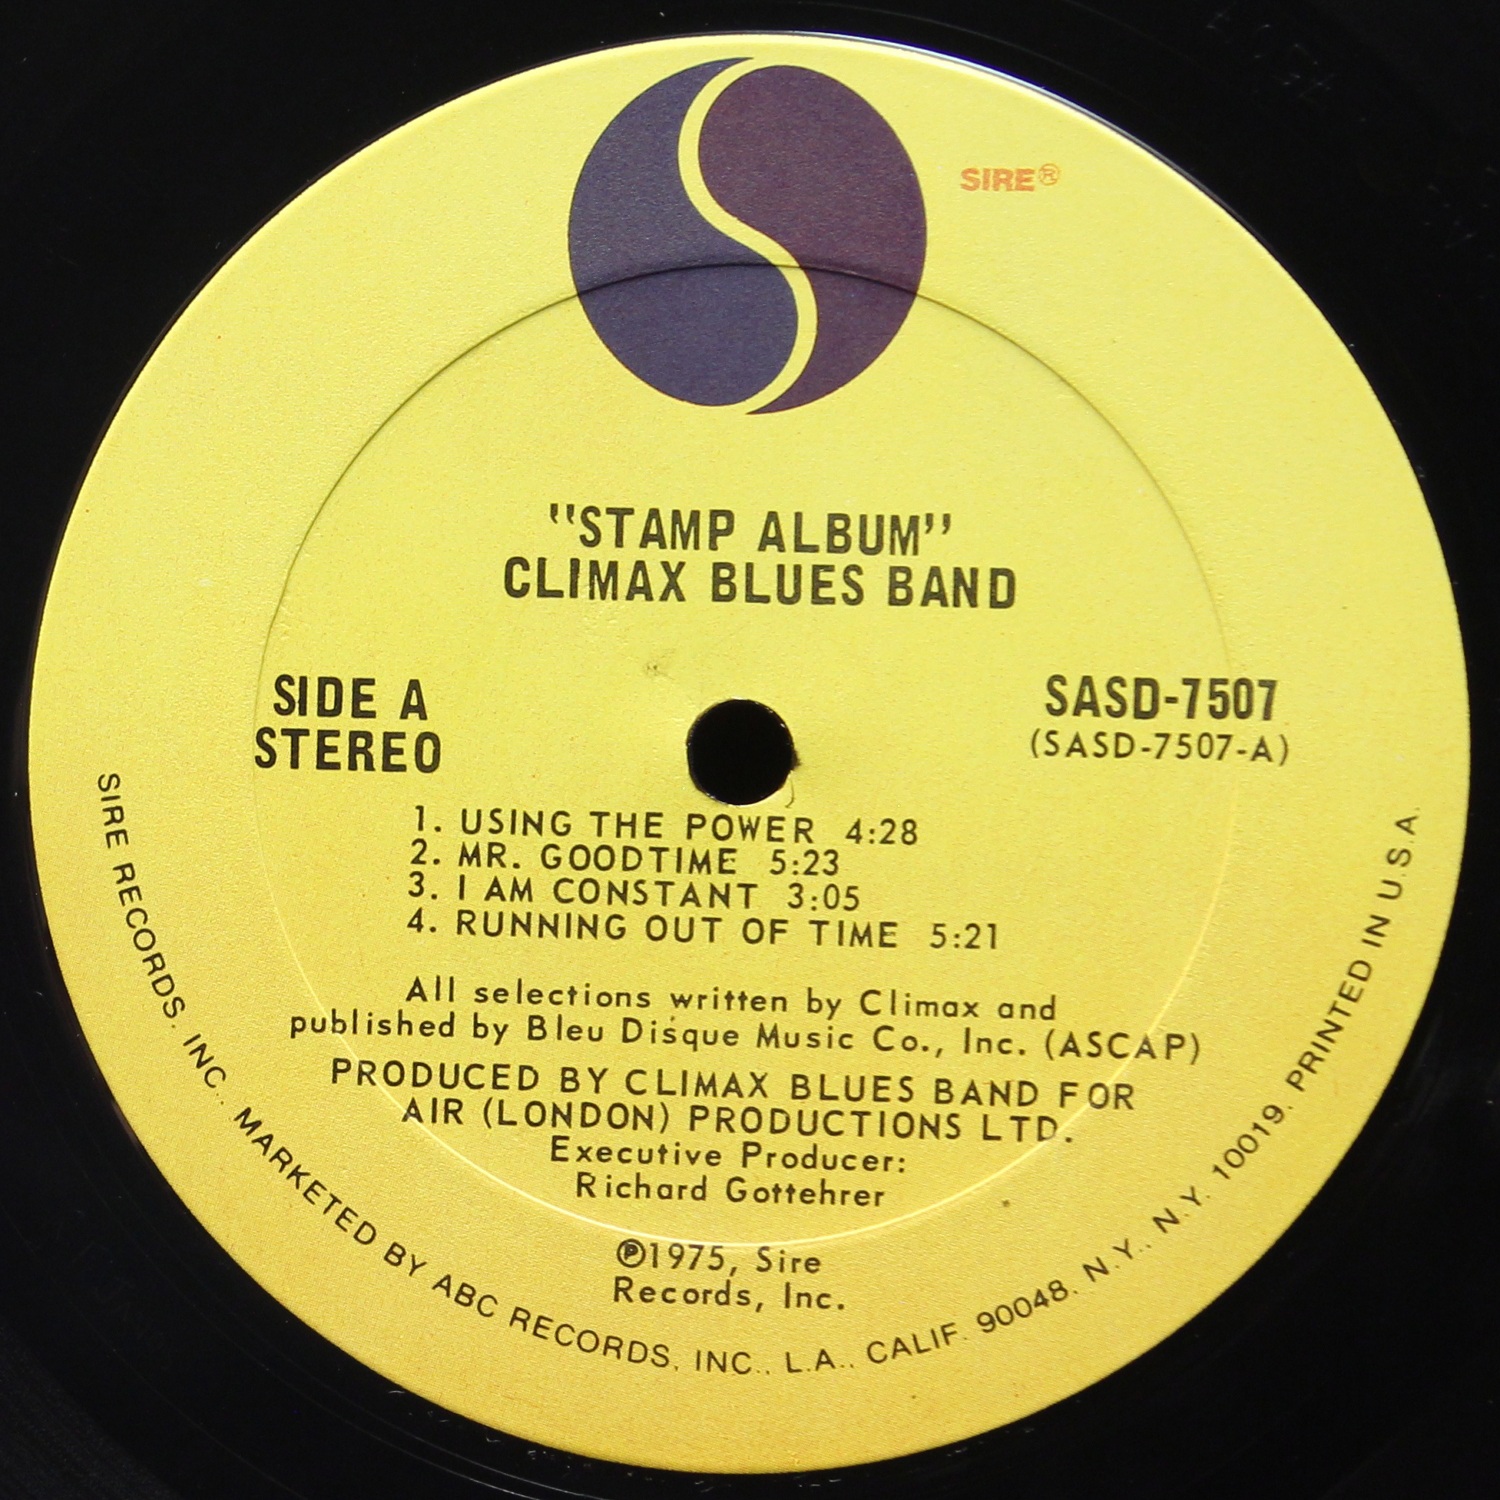 SIRE®
"STAMP ALBUM"
CLIMAX BLUES BAND
SIDE A
STEREO
SASD-7507
(SASD-7507-A)
1. USING THE POWER 4:28
2. MR. GOODTIME 5:23
3. I AM CONSTANT 3:05
4. RUNNING OUT OF TIME 5:21
All selections written by Climax and
published by Bleu Disque Music Co., Inc. (ASCAP)
PRODUCED BY CLIMAX BLUES BAND FOR
AIR (LONDON) PRODUCTIONS LTD.
Executive Producer:
Richard Gottehrer
℗1975, Sire
Records, Inc.
SIRE RECORDS, INC., MARKETED BY ABC RECORDS, INC., L.A., CALIF. 90048. N.Y., N.Y. 10019. PRINTED IN U.S.A.